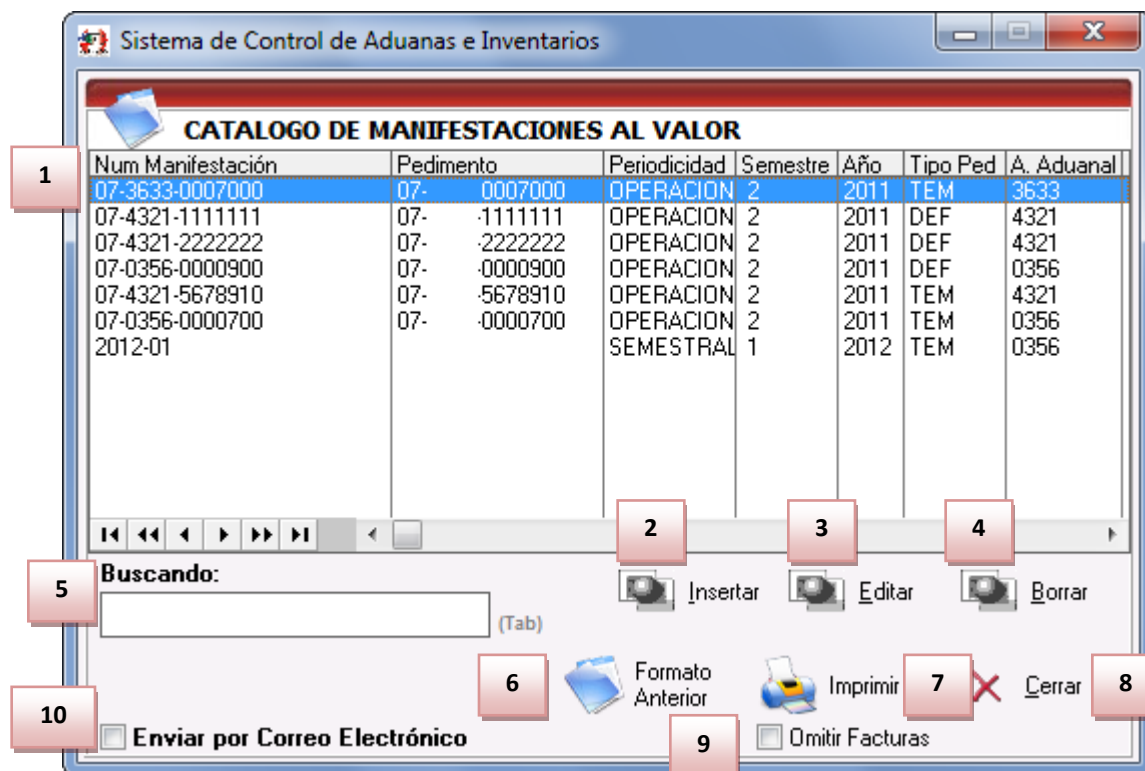 Sistema de Control de Aduanas e Inventarios
CATALOGO DE MANIFESTACIONES AL VALOR
1
Num Manifestación Pedimento Periodicidad Semestre Año Tipo Ped A. Aduanal
07-3633-0007000 07- 0007000 OPERACION 2 2011 TEM 3633
07-4321-1111111 07- -1111111 OPERACION 2 2011 DEF 4321
07-4321-2222222 07- -2222222 OPERACION 2 2011 DEF 4321
07-0356-0000900 07- -0000900 OPERACION 2 2011 DEF 0356
07-4321-5678910 07- -5678910 OPERACION 2 2011 TEM 4321
07-0356-0000700 07- -0000700 OPERACION 2 2011 TEM 0356
2012-01 SEMESTRAL 1 2012 TEM 0356
2 3 4
5 Buscando:
Insertar Editar Borrar
(Tab)
6 Formato Anterior Imprimir 7 Cerrar 8
10 Enviar por Correo Electrónico 9 Omitir Facturas